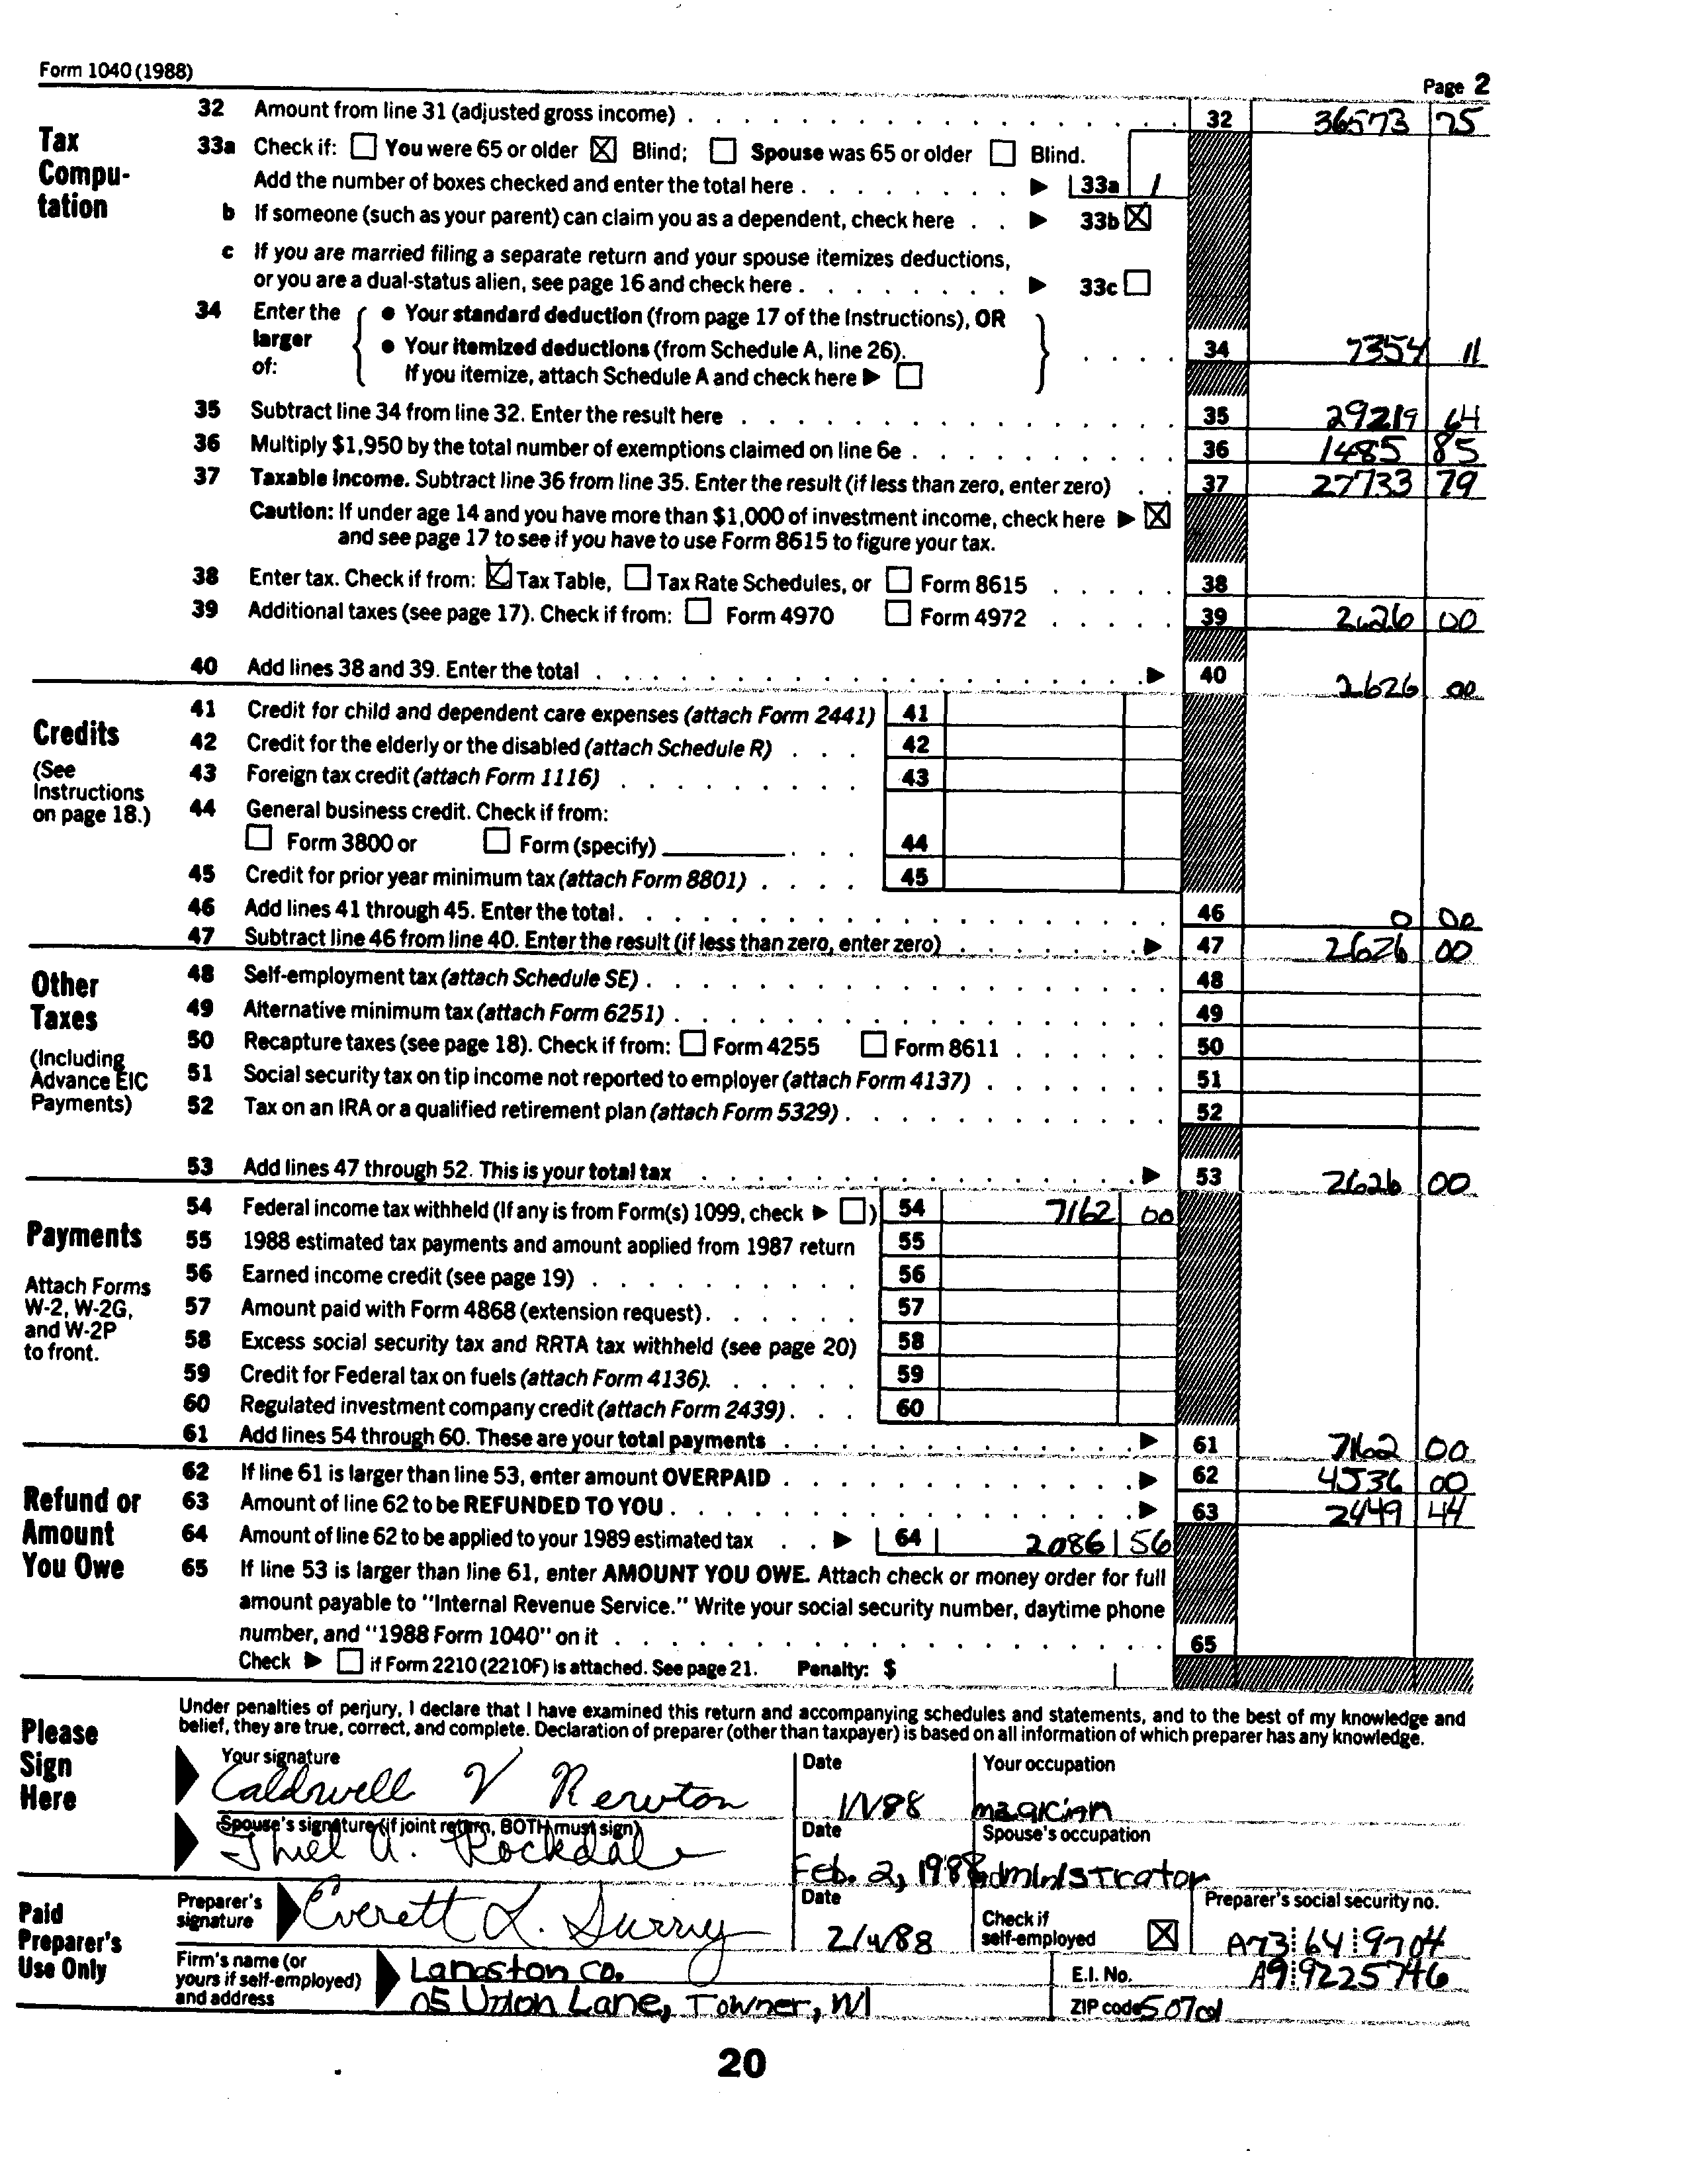 Form 1040 (1988) Page 2
Tax Computation
32 Amount from line 31 (adjusted gross income) 32 36573 75
33a Check if: You were 65 or older ☒ Blind; Spouse was 65 or older Blind.
Add the number of boxes checked and enter the total here 33a 1
b If someone (such as your parent) can claim you as a dependent, check here 33b ☒
c If you are married filing a separate return and your spouse itemizes deductions,
or you are a dual-status alien, see page 16 and check here 33c
34 Enter the larger of:
• Your standard deduction (from page 17 of the Instructions), OR
• Your itemized deductions (from Schedule A, line 26).
If you itemize, attach Schedule A and check here
34 7354 11
35 Subtract line 34 from line 32. Enter the result here 35 29219 64
36 Multiply $1,950 by the total number of exemptions claimed on line 6e 36 1485 85
37 Taxable income. Subtract line 36 from line 35. Enter the result (if less than zero, enter zero) 37 27733 79
Caution: If under age 14 and you have more than $1,000 of investment income, check here ☒
and see page 17 to see if you have to use Form 8615 to figure your tax.
38 Enter tax. Check if from: ☒ Tax Table, Tax Rate Schedules, or Form 8615 38
39 Additional taxes (see page 17). Check if from: Form 4970 Form 4972 39 2626 00
40 Add lines 38 and 39. Enter the total 40 2626 00
Credits
(See Instructions on page 18.)
41 Credit for child and dependent care expenses (attach Form 2441) 41
42 Credit for the elderly or the disabled (attach Schedule R) 42
43 Foreign tax credit (attach Form 1116) 43
44 General business credit. Check if from:
Form 3800 or Form (specify) 44
45 Credit for prior year minimum tax (attach Form 8801) 45
46 Add lines 41 through 45. Enter the total 46 0 00
47 Subtract line 46 from line 40. Enter the result (if less than zero, enter zero) 47 2626 00
Other Taxes
(Including Advance EIC Payments)
48 Self-employment tax (attach Schedule SE) 48
49 Alternative minimum tax (attach Form 6251) 49
50 Recapture taxes (see page 18). Check if from: Form 4255 Form 8611 50
51 Social security tax on tip income not reported to employer (attach Form 4137) 51
52 Tax on an IRA or a qualified retirement plan (attach Form 5329) 52
53 Add lines 47 through 52. This is your total tax 53 2626 00
Payments
Attach Forms W-2, W-2G, and W-2P to front.
54 Federal income tax withheld (If any is from Form(s) 1099, check ) 54 7162 00
55 1988 estimated tax payments and amount applied from 1987 return 55
56 Earned income credit (see page 19) 56
57 Amount paid with Form 4868 (extension request) 57
58 Excess social security tax and RRTA tax withheld (see page 20) 58
59 Credit for Federal tax on fuels (attach Form 4136). 59
60 Regulated investment company credit (attach Form 2439) 60
61 Add lines 54 through 60. These are your total payments 61 7162 00
Refund or Amount You Owe
62 If line 61 is larger than line 53, enter amount OVERPAID 62 4536 00
63 Amount of line 62 to be REFUNDED TO YOU 63 2449 44
64 Amount of line 62 to be applied to your 1989 estimated tax 64 2086 56
65 If line 53 is larger than line 61, enter AMOUNT YOU OWE. Attach check or money order for full
amount payable to "Internal Revenue Service." Write your social security number, daytime phone
number, and "1988 Form 1040" on it 65
Check if Form 2210 (2210F) is attached. See page 21. Penalty: $
Please Sign Here
Under penalties of perjury, I declare that I have examined this return and accompanying schedules and statements, and to the best of my knowledge and
belief, they are true, correct, and complete. Declaration of preparer (other than taxpayer) is based on all information of which preparer has any knowledge.
Your signature Date Your occupation
Caldwell V Newton 1/1/88 magician
Spouse's signature (if joint return, BOTH must sign) Date Spouse's occupation
Thiel A. Rockdale Feb. 2, 1988 administrator
Paid Preparer's Use Only
Preparer's signature Date Check if self-employed ☒ Preparer's social security no.
Everett L. Surry 2/4/88 A73 64 9704
Firm's name (or yours if self-employed) and address
Langston Co. E.I. No. A9 9225746
05 Union Lane, Towner, WI ZIP code 50701
20